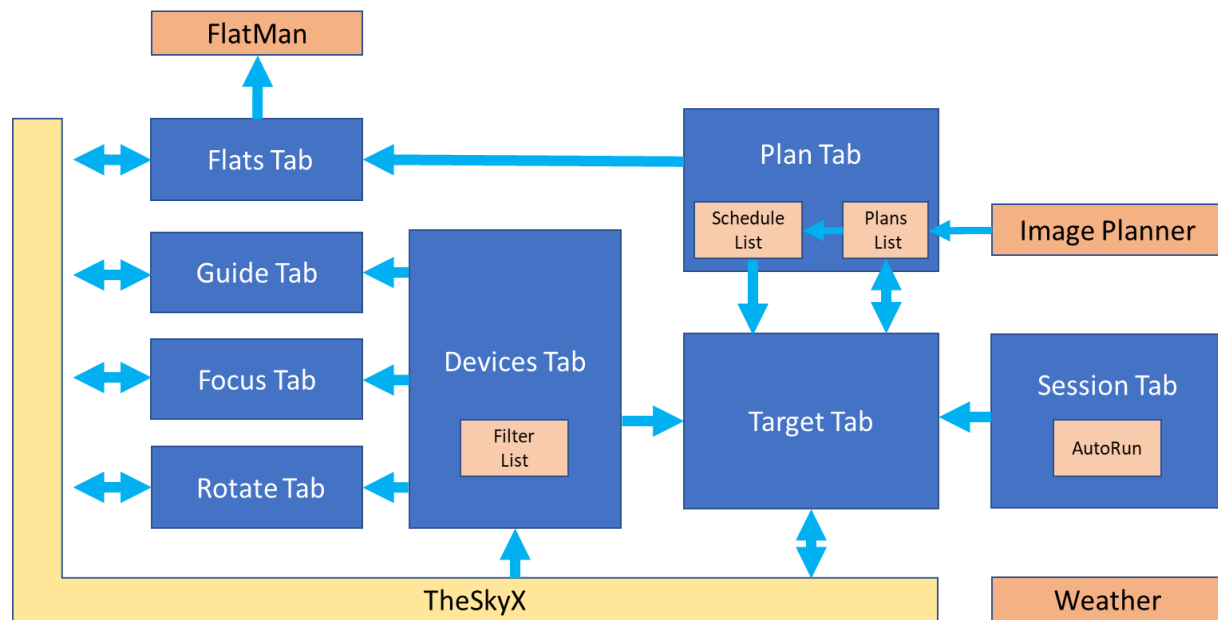 FlatMan
Flats Tab
Plan Tab
Schedule
List
Plans
List
Image Planner
Guide Tab
Devices Tab
Filter
List
Focus Tab
Target Tab
Session Tab
AutoRun
Rotate Tab
TheSkyX
Weather